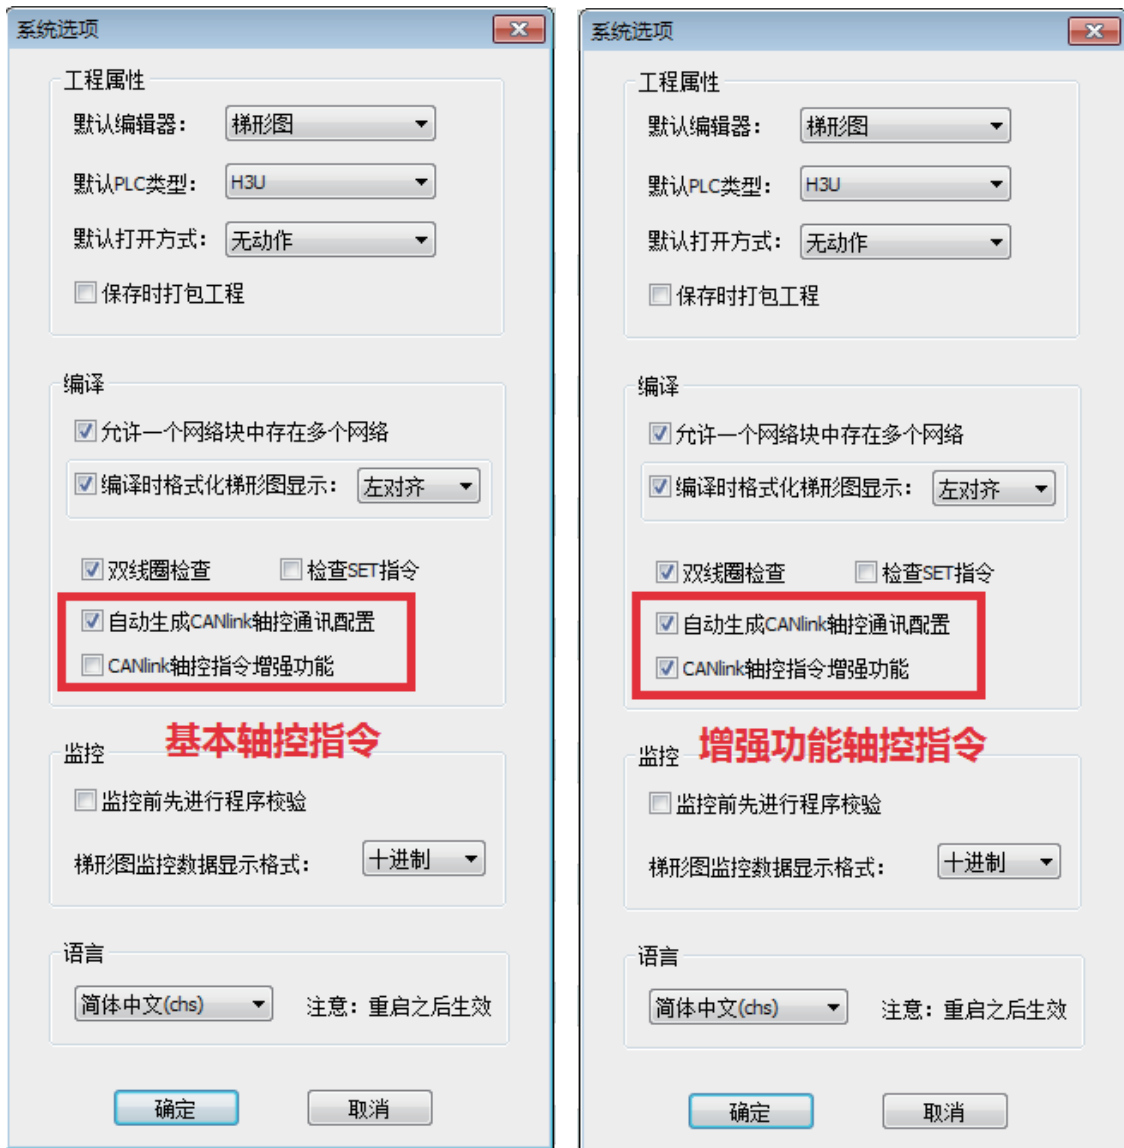 系统选项
工程属性
默认编辑器： 梯形图
默认PLC类型： H3U
默认打开方式： 无动作
保存时打包工程
编译
允许一个网络块中存在多个网络
编译时格式化梯形图显示： 左对齐
双线圈检查 检查SET指令
自动生成CANlink轴控通讯配置
CANlink轴控指令增强功能
基本轴控指令
监控
监控前先进行程序校验
梯形图监控数据显示格式： 十进制
语言
简体中文(chs) 注意：重启之后生效
确定 取消
系统选项
工程属性
默认编辑器： 梯形图
默认PLC类型： H3U
默认打开方式： 无动作
保存时打包工程
编译
允许一个网络块中存在多个网络
编译时格式化梯形图显示： 左对齐
双线圈检查 检查SET指令
自动生成CANlink轴控通讯配置
CANlink轴控指令增强功能
增强功能轴控指令
监控
监控前先进行程序校验
梯形图监控数据显示格式： 十进制
语言
简体中文(chs) 注意：重启之后生效
确定 取消